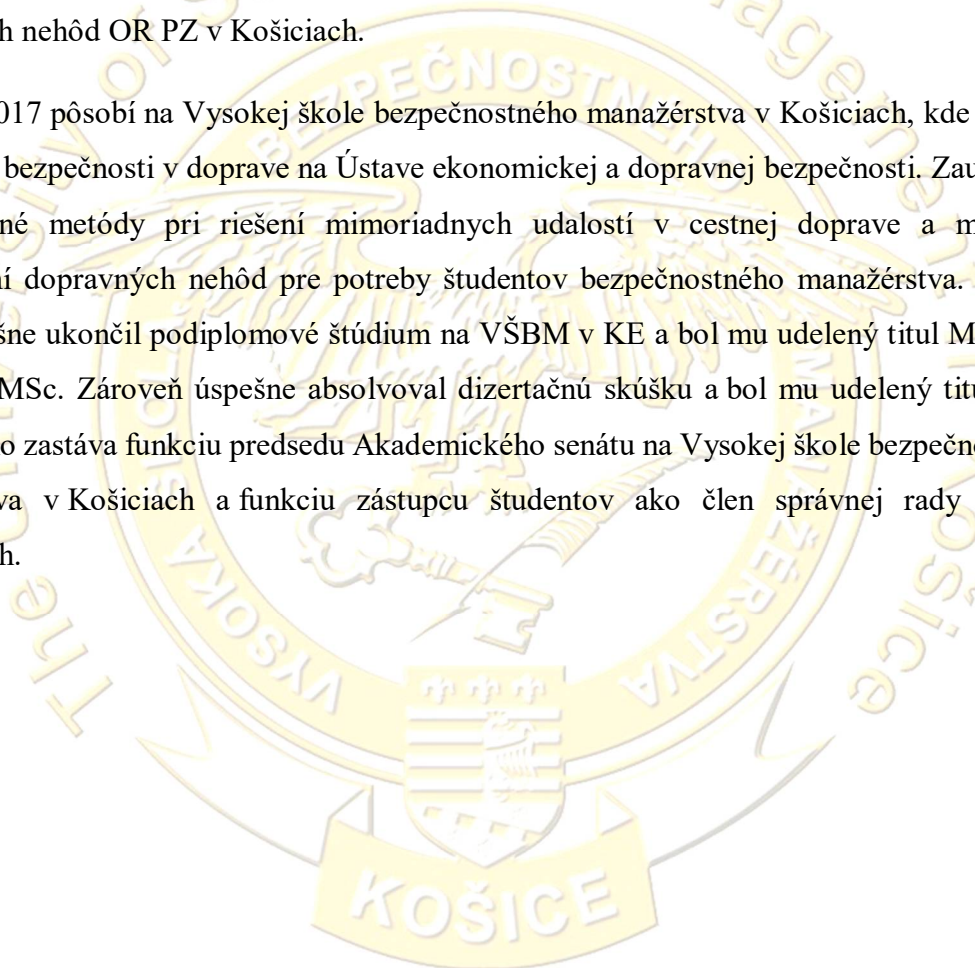 h nehôd OR PZ v Košiciach.
017 pôsobí na Vysokej škole bezpečnostného manažérstva v Košiciach, kde
bezpečnosti v doprave na Ústave ekonomickej a dopravnej bezpečnosti. Zau
né metódy pri riešení mimoriadnych udalostí v cestnej doprave a m
í dopravných nehôd pre potreby študentov bezpečnostného manažérstva.
šne ukončil podiplomové štúdium na VŠBM v KE a bol mu udelený titul M
MSc. Zároveň úspešne absolvoval dizertačnú skúšku a bol mu udelený titu
o zastáva funkciu predsedu Akademického senátu na Vysokej škole bezpečno
va v Košiciach a funkciu zástupcu študentov ako člen správnej rady
h.
VYSOKÁ ŠKOLA BEZPEČNOSTNÉHO MANAŽÉRSTVA
KOŠICE